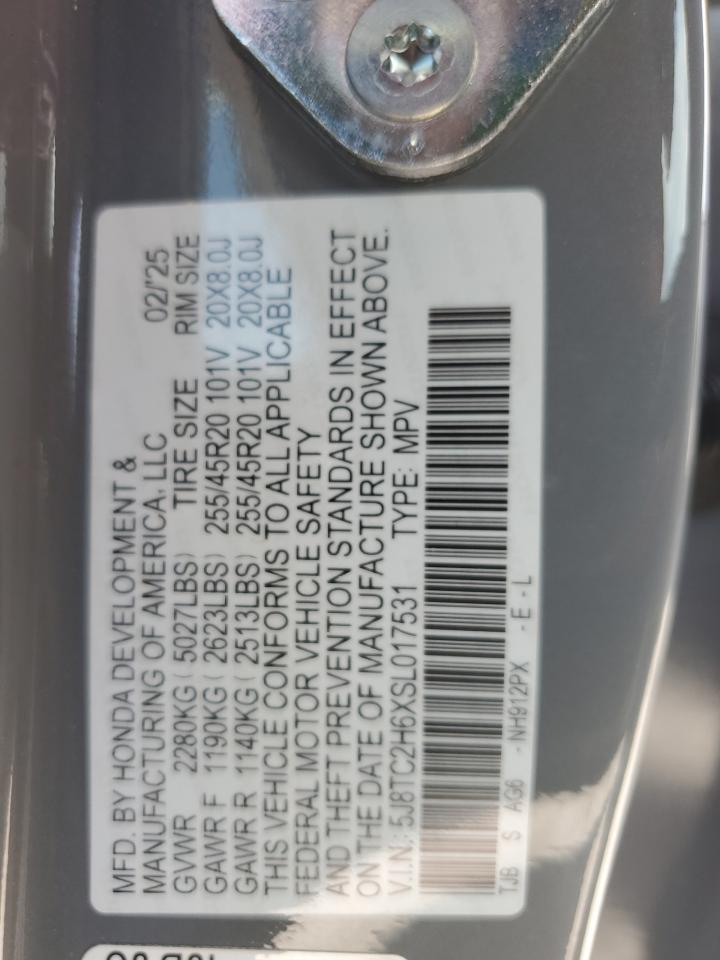 MFD. BY HONDA DEVELOPMENT & 02/'25
MANUFACTURING OF AMERICA, LLC
GVWR 2280KG ( 5027LBS) TIRE SIZE RIM SIZE
GAWR F 1190KG ( 2623LBS) 255/45R20 101V 20X8.0J
GAWR R 1140KG ( 2513LBS) 255/45R20 101V 20X8.0J
THIS VEHICLE CONFORMS TO ALL APPLICABLE
FEDERAL MOTOR VEHICLE SAFETY
AND THEFT PREVENTION STANDARDS IN EFFECT
ON THE DATE OF MANUFACTURE SHOWN ABOVE.
V.I.N.: 5J8TC2H6XSL017531 TYPE: MPV
TJB S AG6 - NH912PX - E - L